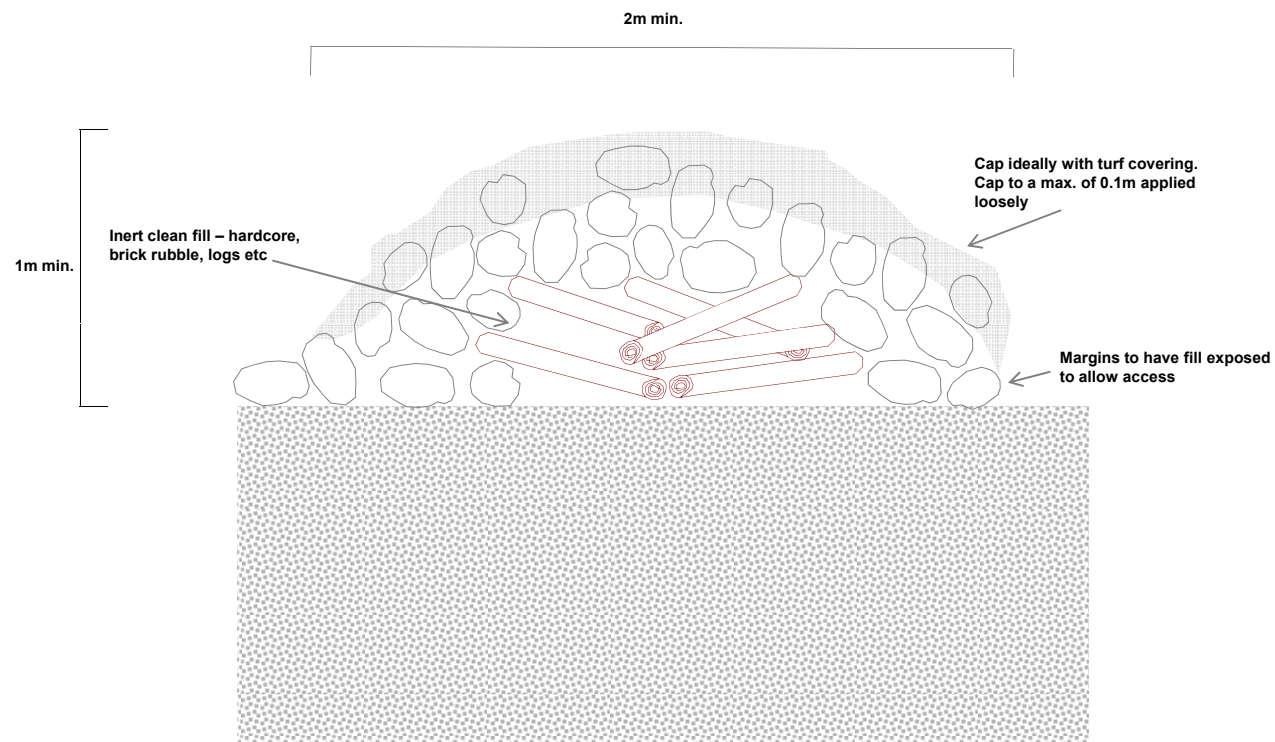 2m min.
Cap ideally with turf covering.
Cap to a max. of 0.1m applied
loosely
Inert clean fill – hardcore,
brick rubble, logs etc
1m min.
Margins to have fill exposed
to allow access